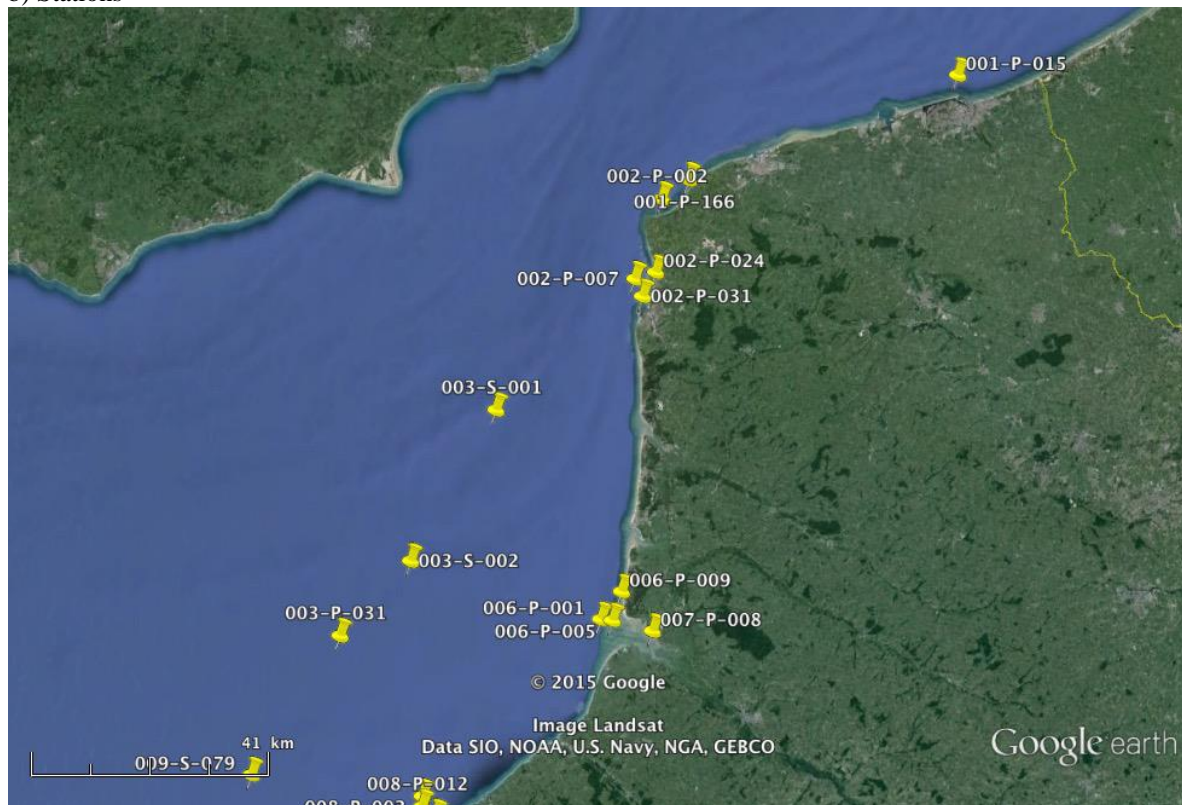 001-P-015
002-P-002
001-P-166
002-P-024
002-P-007
002-P-031
003-S-001
003-S-002
006-P-009
003-P-031
006-P-001
007-P-008
006-P-005
© 2015 Google
Image Landsat
Data SIO, NOAA, U.S. Navy, NGA, GEBCO
Google earth
41 km
009-S-079
008-P-012